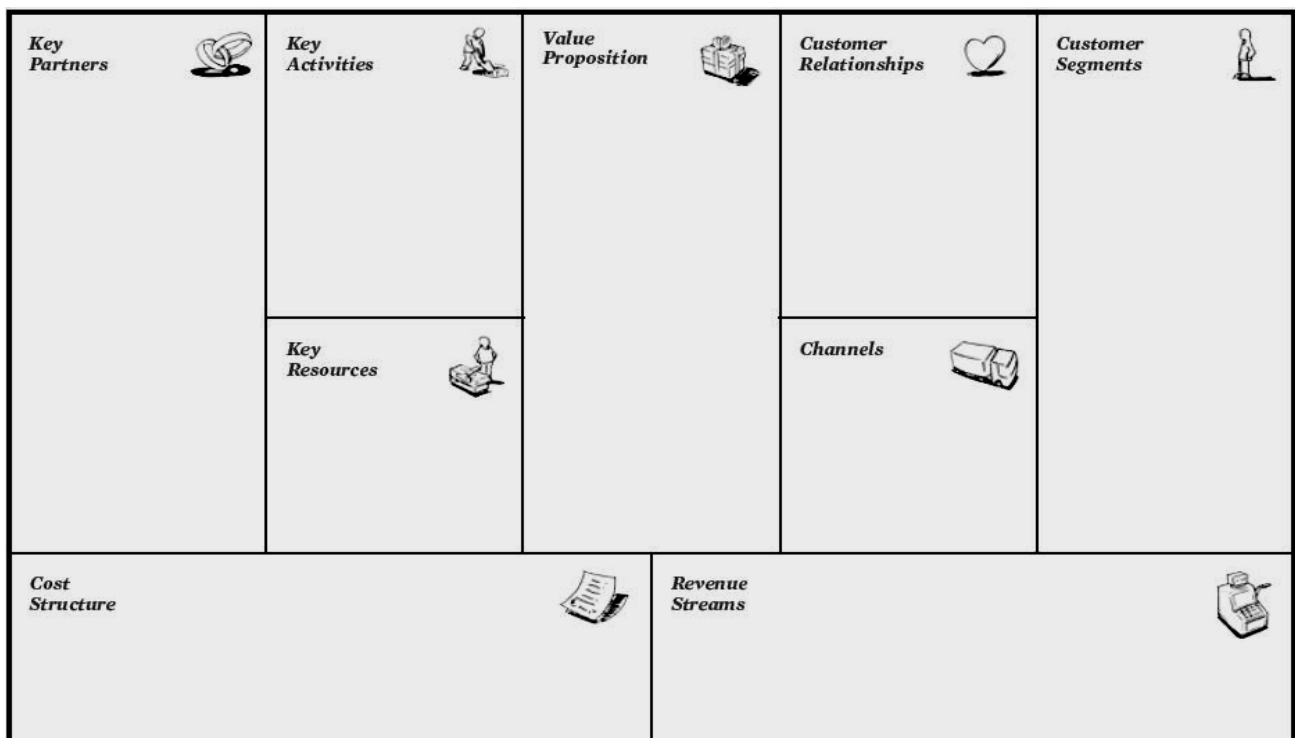 Key
Partners
Key
Activities
Value
Proposition
Customer
Relationships
Customer
Segments
Key
Resources
Channels
Cost
Structure
Revenue
Streams